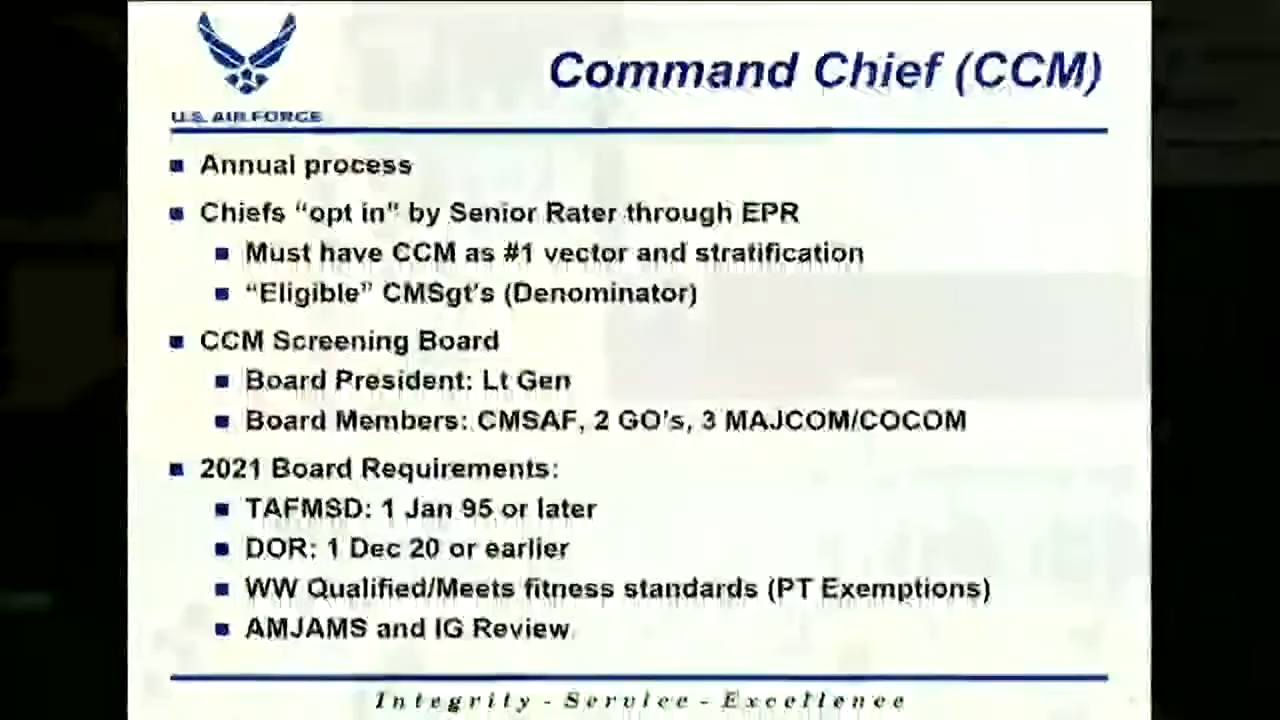 Command Chief (CCM)
U.S. AIR FORCE
Annual process
Chiefs “opt in” by Senior Rater through EPR
Must have CCM as #1 vector and stratification
“Eligible” CMSgt's (Denominator)
CCM Screening Board
Board President: Lt Gen
Board Members: CMSAF, 2 GO's, 3 MAJCOM/COCOM
2021 Board Requirements:
TAFMSD: 1 Jan 95 or later
DOR: 1 Dec 20 or earlier
WW Qualified/Meets fitness standards (PT Exemptions)
AMJAMS and IG Review
Integrity - Service - Excellence